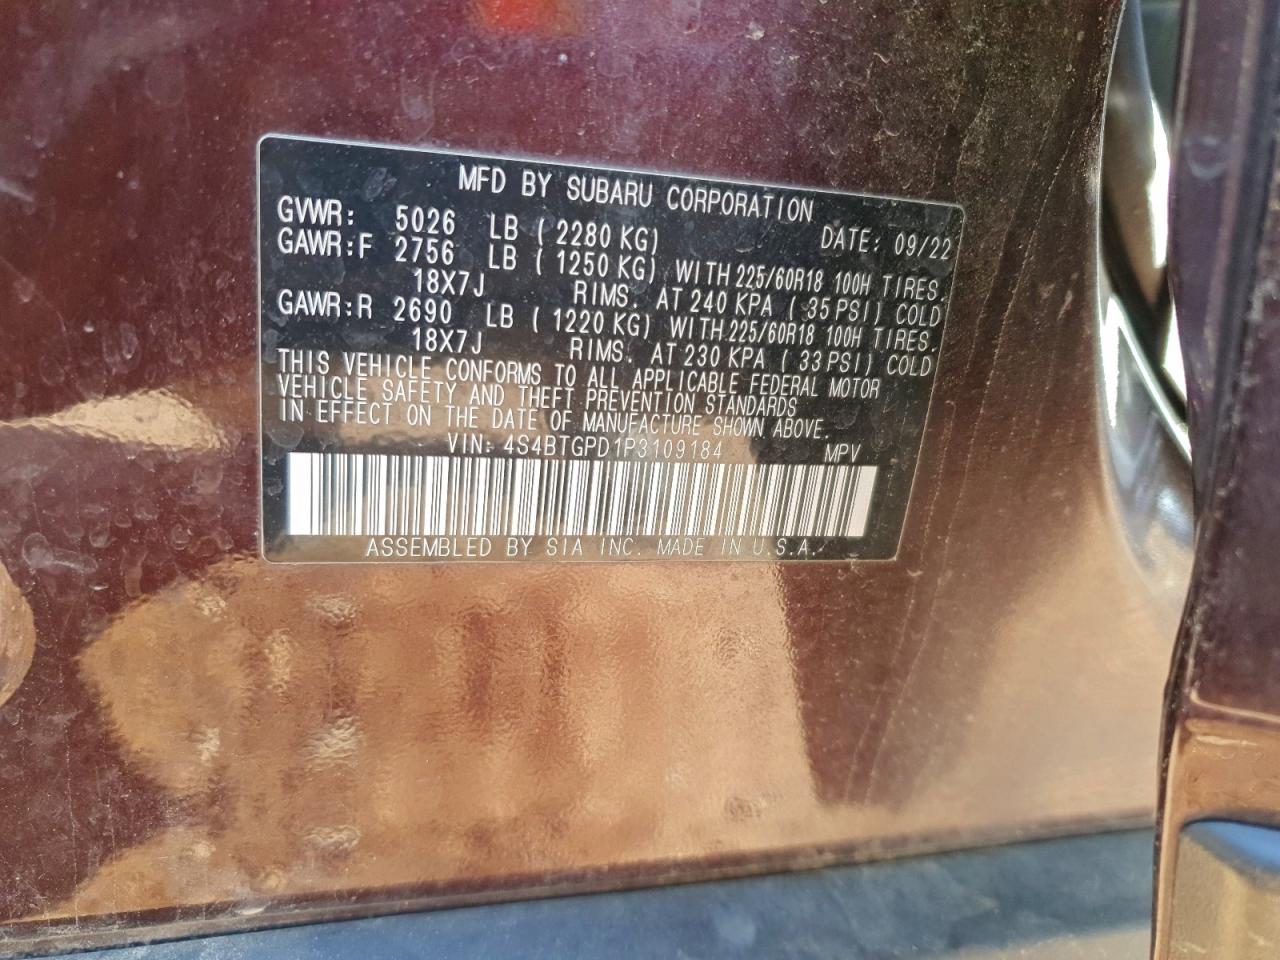 MFD BY SUBARU CORPORATION
GVWR: 5026 LB ( 2280 KG) DATE: 09/22
GAWR:F 2756 LB ( 1250 KG) WITH 225/60R18 100H TIRES.
18X7J RIMS. AT 240 KPA ( 35 PSI) COLD
GAWR:R 2690 LB ( 1220 KG) WITH 225/60R18 100H TIRES.
18X7J RIMS. AT 230 KPA ( 33 PSI) COLD
THIS VEHICLE CONFORMS TO ALL APPLICABLE FEDERAL MOTOR
VEHICLE SAFETY AND THEFT PREVENTION STANDARDS
IN EFFECT ON THE DATE OF MANUFACTURE SHOWN ABOVE.
VIN: 4S4BTGPD1P3109184 MPV
ASSEMBLED BY SIA INC. MADE IN U.S.A.